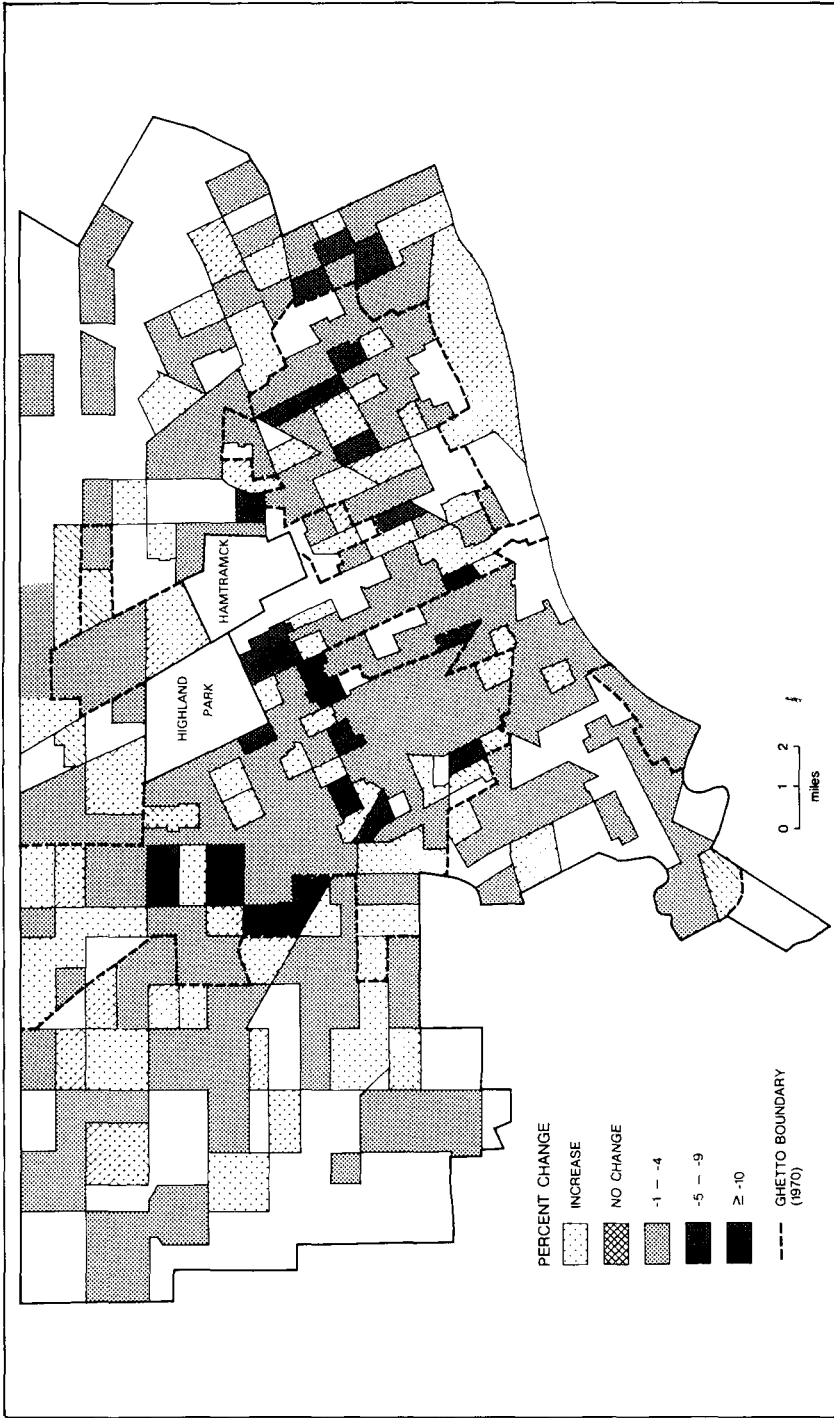 HIGHLAND
PARK
HAMTRAMCK
PERCENT CHANGE
INCREASE
NO CHANGE
-1 – -4
-5 – -9
≥ -10
GHETTO BOUNDARY
(1970)
0 1 2
miles